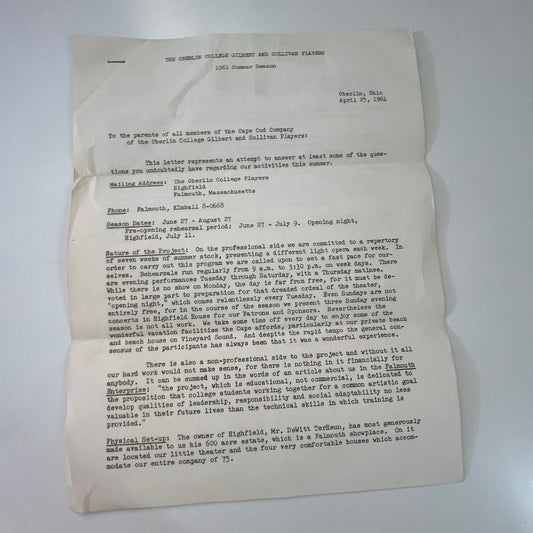 THE OBERLIN COLLEGE GILBERT AND SULLIVAN PLAYERS
1961 Summer Season
Oberlin, Ohio
April 25, 1961
To the parents of all members of the Cape Cod Company
of the Oberlin College Gilbert and Sullivan Players:
This letter represents an attempt to answer at least some of the ques-
tions you undoubtedly have regarding our activities this summer.
Mailing Address: The Oberlin College Players
Highfield
Falmouth, Massachusetts
Phone: Falmouth, KImball 8-0668
Season Dates: June 27 - August 27
Pre-opening rehearsal period: June 27 - July 9. Opening night,
Highfield, July 11.
Nature of the Project: On the professional side we are committed to a repertory
of seven weeks of summer stock, presenting a different light opera each week. In
order to carry out this program we are called upon to set a fast pace for our-
selves. Rehearsals run regularly from 9 a.m. to 3:30 p.m. on week days. There
are evening performances Tuesday through Saturday, with a Thursday matinee.
While there is no show on Monday, the day is far from free, for it must be de-
voted in large part to preparation for that dreaded ordeal of the theater,
"opening night," which comes relentlessly every Tuesday. Even Sundays are not
entirely free, for in the course of the season we present three Sunday evening
concerts in Highfield House for our Patrons and Sponsors. Nevertheless the
season is not all work. We take some time off every day to enjoy some of the
wonderful vacation facilities the Cape affords, particularly at our private beach
and beach house on Vineyard Sound. And despite the rapid tempo the general con-
sensus of the participants has always been that it was a wonderful experience.
There is also a non-professional side to the project and without it all
our hard work would not make sense, for there is nothing in it financially for
anybody. It can be summed up in the words of an article about us in the Falmouth
Enterprise: "the project, which is educational, not commercial, is dedicated to
the proposition that college students working together for a common artistic goal
develop qualities of leadership, responsibility and social adaptability no less
valuable in their future lives than the technical skills in which training is
provided."
Physical Set-up: The owner of Highfield, Mr. DeWitt TerHeun, has most generously
made available to us his 600 acre estate, which is a Falmouth showplace. On it
are located our little theater and the four very comfortable houses which accom-
modate our entire company of 75.